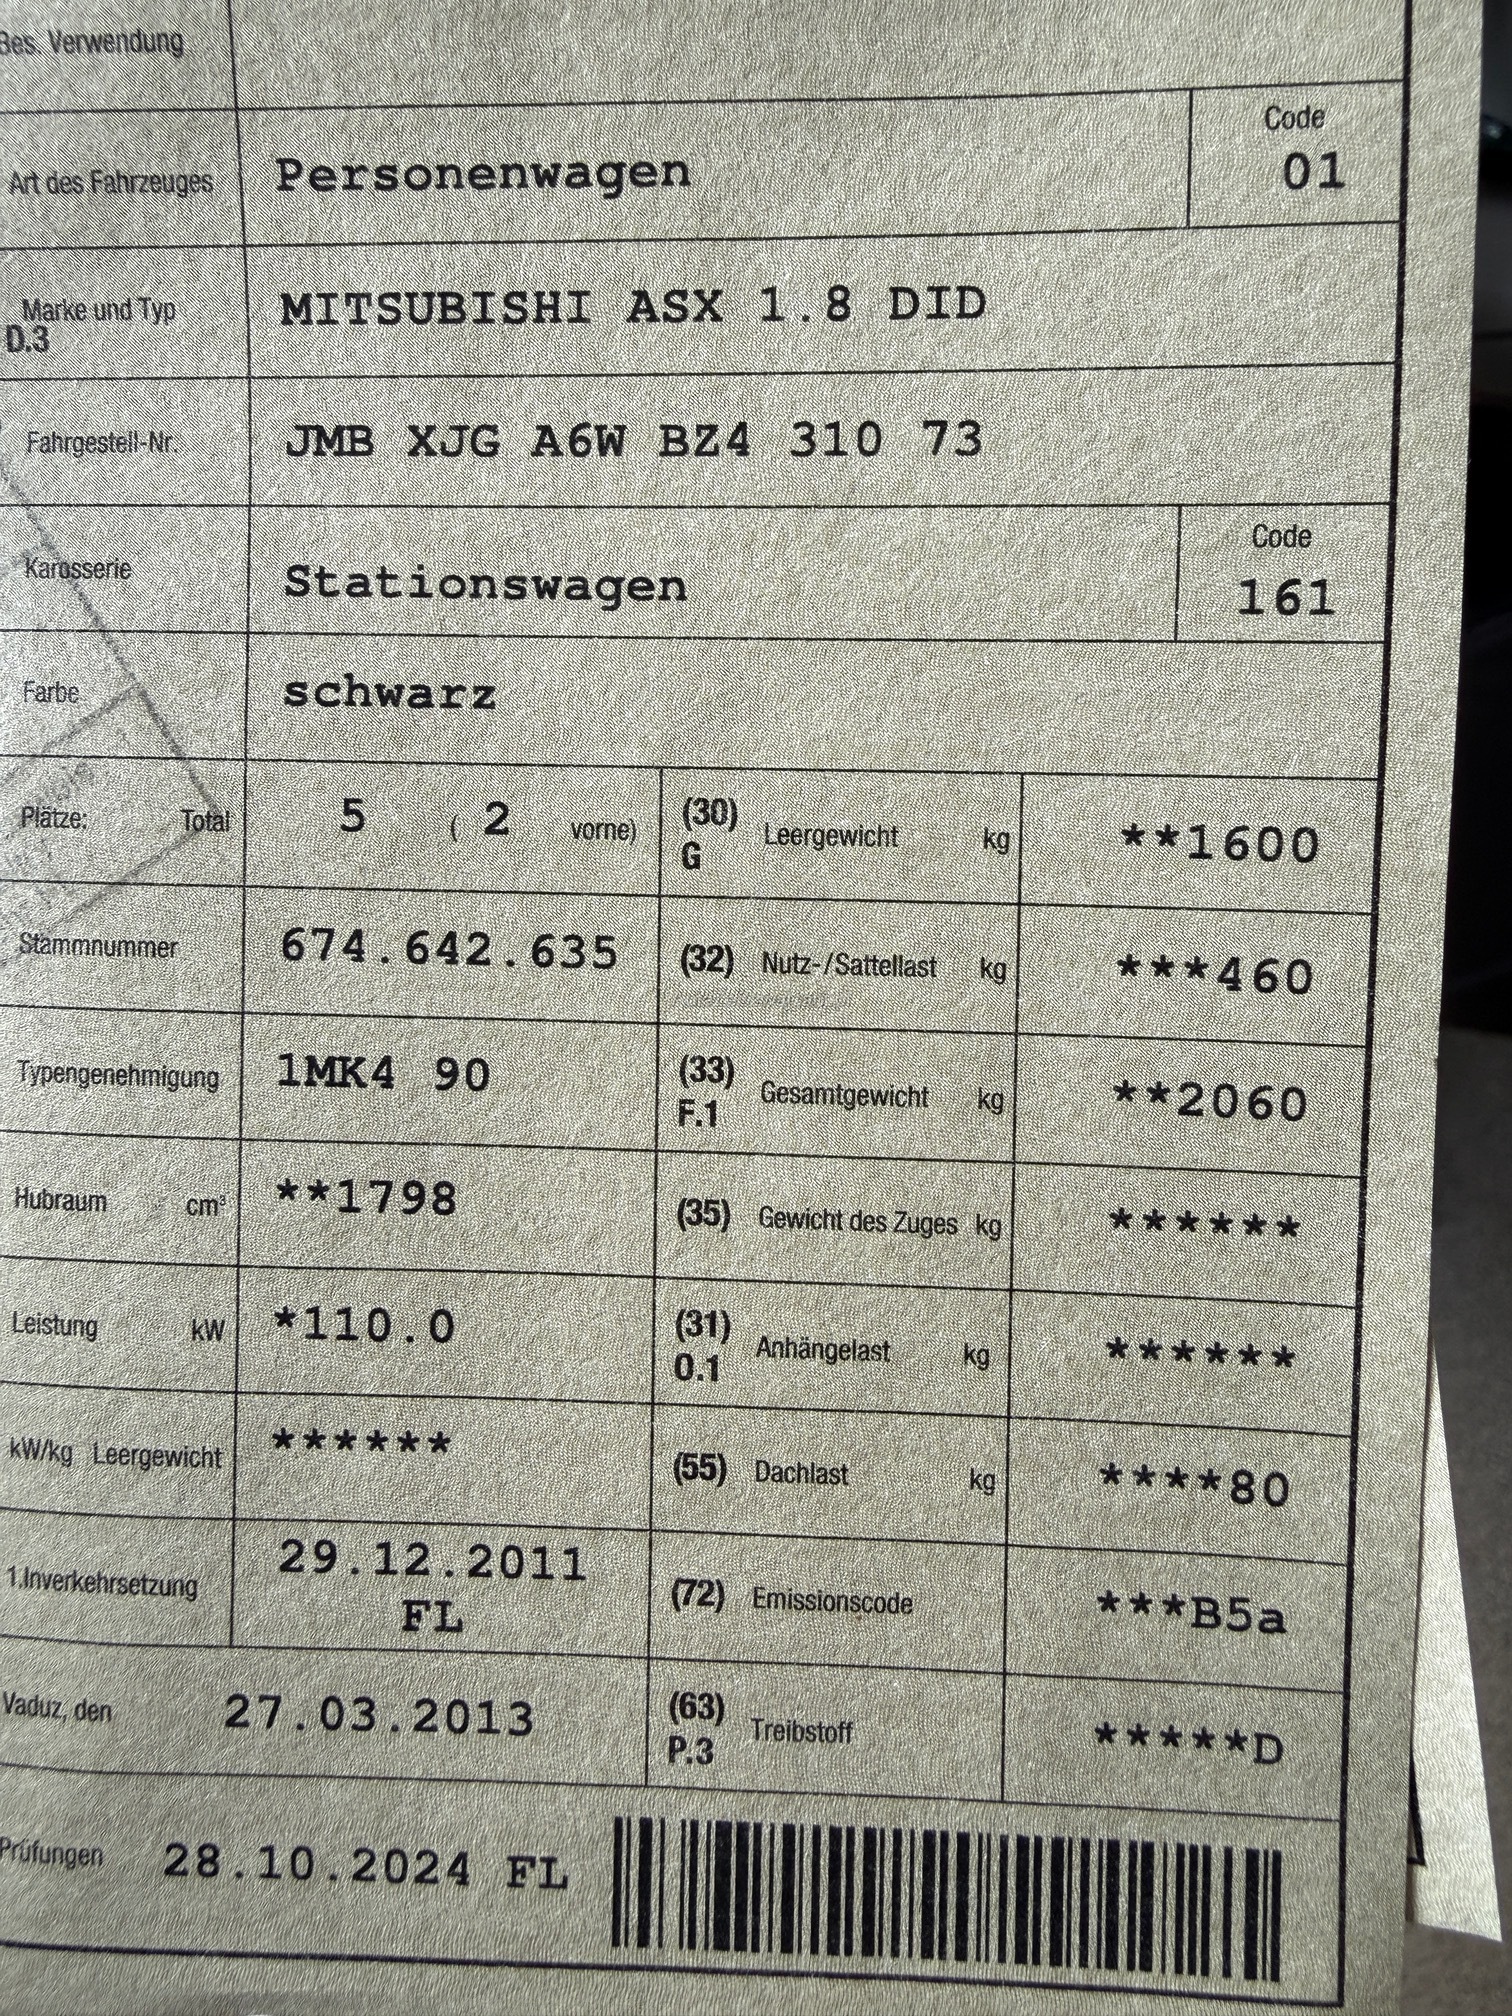 Bes. Verwendung
Art des Fahrzeuges Personenwagen Code 01
Marke und Typ D.3 MITSUBISHI ASX 1.8 DID
Fahrgestell-Nr. JMB XJG A6W BZ4 310 73
Karosserie Stationswagen Code 161
Farbe schwarz
Plätze: Total 5 ( 2 vorne) (30) G Leergewicht kg **1600
Stammnummer 674.642.635 (32) Nutz-/Sattellast kg ***460
Typengenehmigung 1MK4 90 (33) F.1 Gesamtgewicht kg **2060
Hubraum cm³ **1798 (35) Gewicht des Zuges kg ******
Leistung kW *110.0 (31) O.1 Anhängelast kg ******
kW/kg Leergewicht ****** (55) Dachlast kg ****80
1.Inverkehrsetzung 29.12.2011 FL (72) Emissionscode ***B5a
Vaduz, den 27.03.2013 (63) P.3 Treibstoff *****D
Prüfungen 28.10.2024 FL